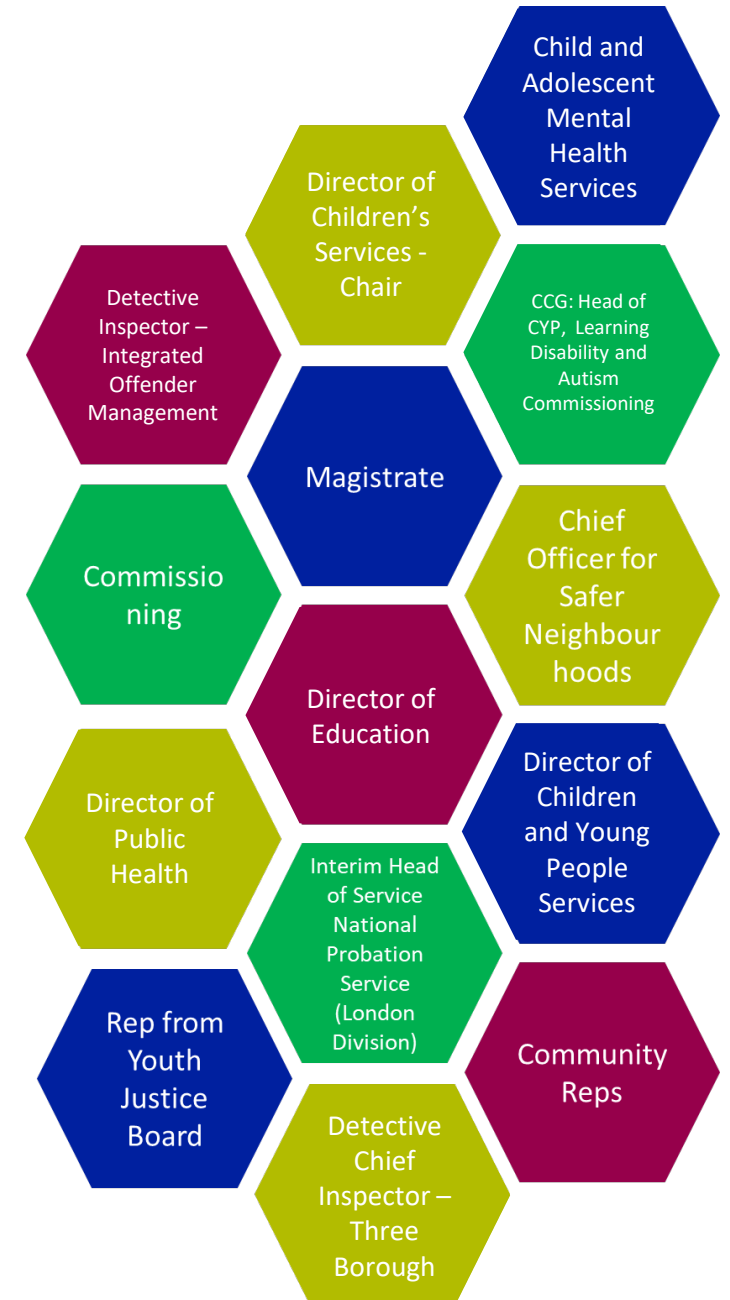 Child and
Adolescent
Mental
Health
Services
Director of
Children’s
Services -
Chair
Detective
Inspector –
Integrated
Offender
Management
CCG: Head of
CYP, Learning
Disability and
Autism
Commissioning
Magistrate
Commissio
ning
Chief
Officer for
Safer
Neighbour
hoods
Director of
Education
Director of
Public
Health
Director of
Children
and Young
People
Services
Interim Head
of Service
National
Probation
Service
(London
Division)
Rep from
Youth
Justice
Board
Community
Reps
Detective
Chief
Inspector –
Three
Borough